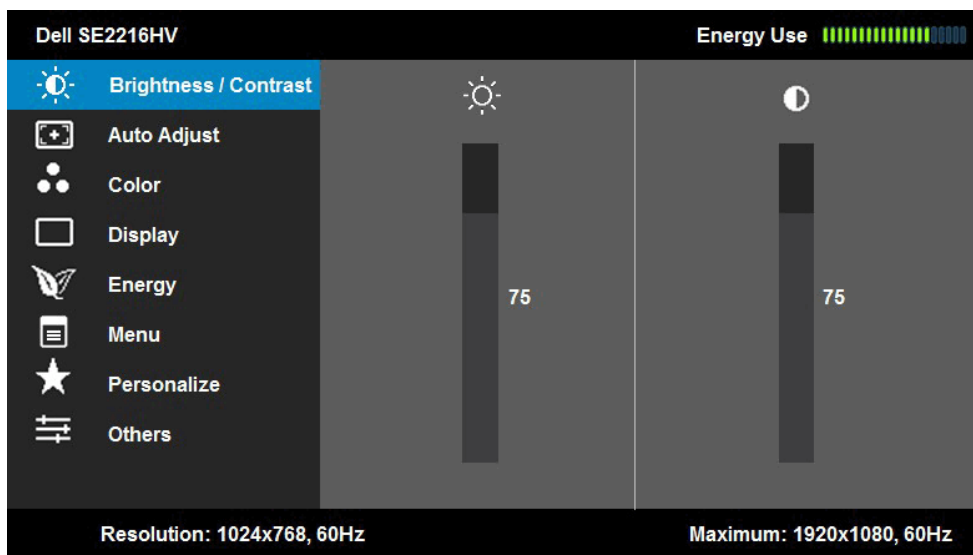 Dell SE2216HV
Energy Use
Brightness / Contrast
Auto Adjust
Color
Display
Energy
Menu
Personalize
Others
75
75
Resolution: 1024x768, 60Hz
Maximum: 1920x1080, 60Hz